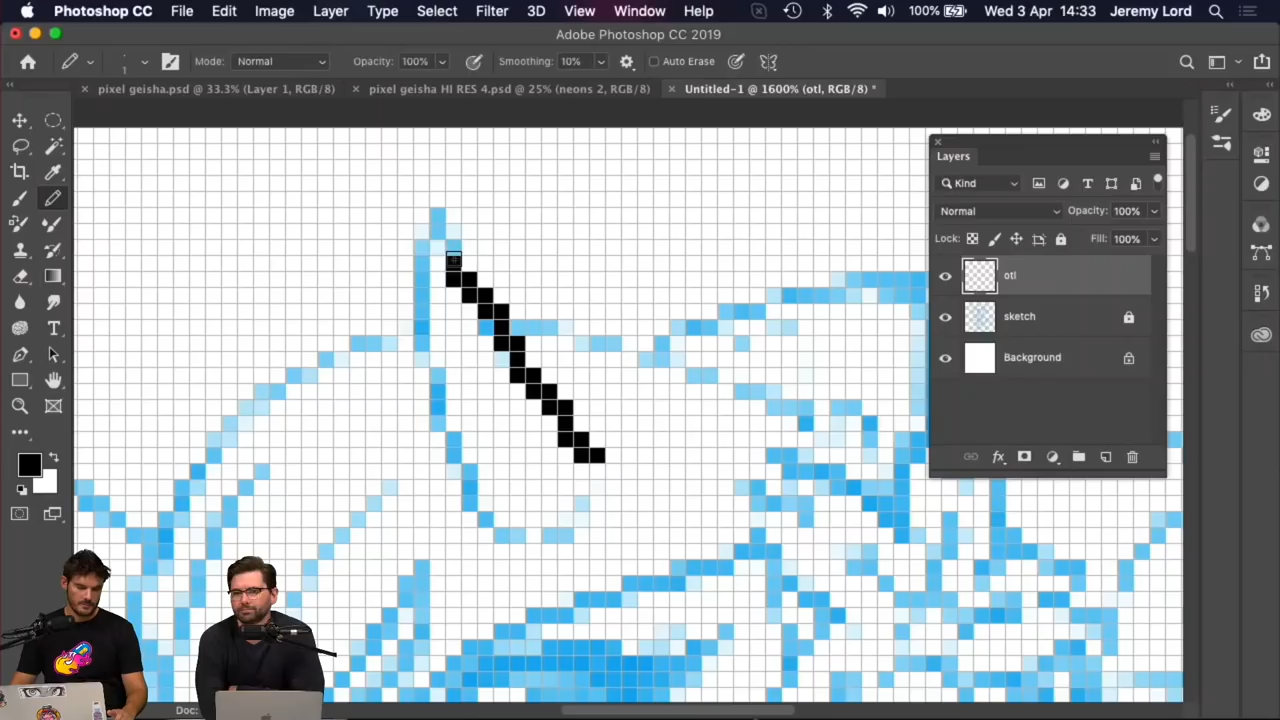 Photoshop CC File Edit Image Layer Type Select Filter 3D View Window Help 100% Wed 3 Apr 14:33 Jeremy Lord
Adobe Photoshop CC 2019
1 Mode: Normal Opacity: 100% Smoothing: 10% Auto Erase
pixel geisha.psd @ 33.3% (Layer 1, RGB/8) pixel geisha HI RES 4.psd @ 25% (neons 2, RGB/8) Untitled-1 @ 1600% (otl, RGB/8) *
Layers
Kind
Normal Opacity: 100%
Lock: Fill: 100%
otl
sketch
Background
Doc: